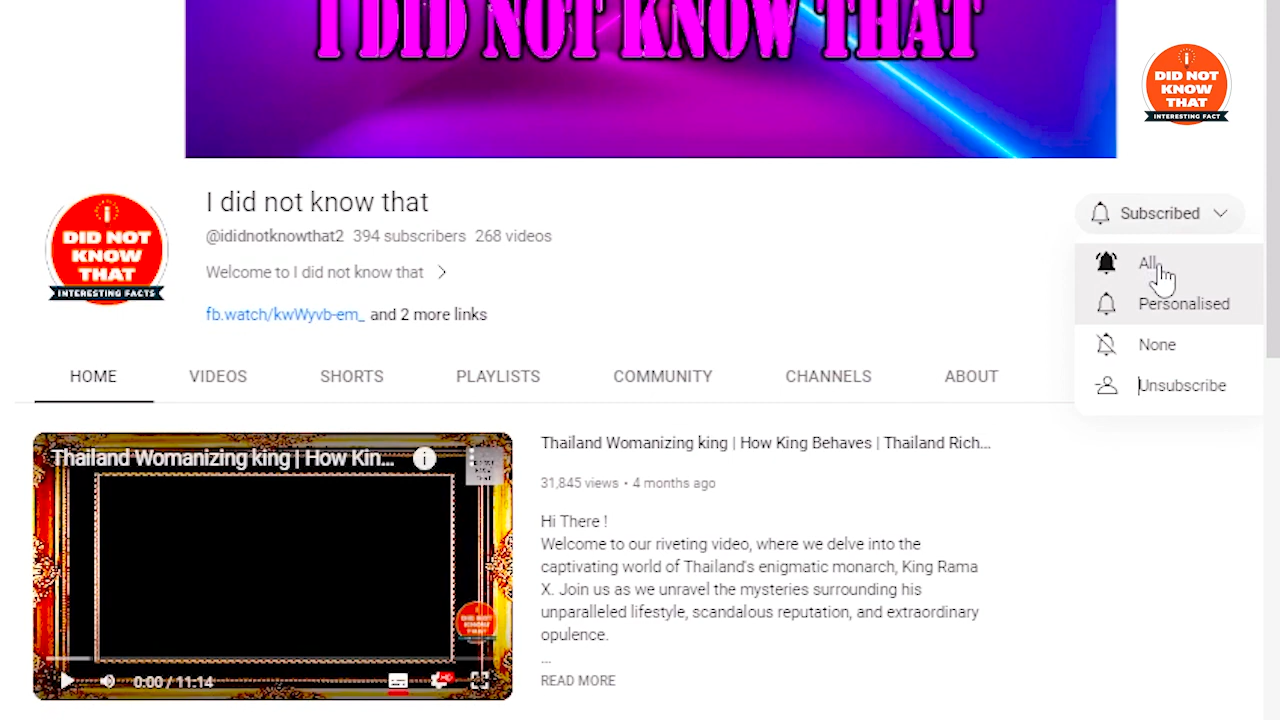 I DID NOT KNOW THAT
i
DID NOT
KNOW
THAT
INTERESTING FACT
i
DID NOT
KNOW
THAT
INTERESTING FACTS
I did not know that
@ididnotknowthat2 394 subscribers 268 videos
Welcome to I did not know that
fb.watch/kwWyvb-em_ and 2 more links
Subscribed
All
Personalised
None
Unsubscribe
HOME VIDEOS SHORTS PLAYLISTS COMMUNITY CHANNELS ABOUT
Thailand Womanizing king | How Kin...
0:00 / 11:14
HD
Thailand Womanizing king | How King Behaves | Thailand Rich...
31,845 views • 4 months ago
Hi There !
Welcome to our riveting video, where we delve into the
captivating world of Thailand's enigmatic monarch, King Rama
X. Join us as we unravel the mysteries surrounding his
unparalleled lifestyle, scandalous reputation, and extraordinary
opulence.
...
READ MORE